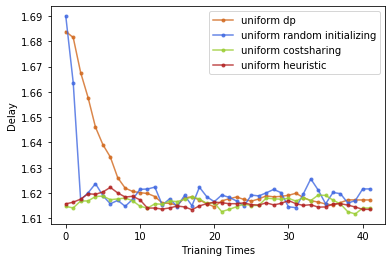 uniform dp
uniform random initializing
uniform costsharing
uniform heuristic
1.69
1.68
1.67
1.66
1.65
1.64
1.63
1.62
1.61
Delay
0
10
20
30
40
Trianing Times